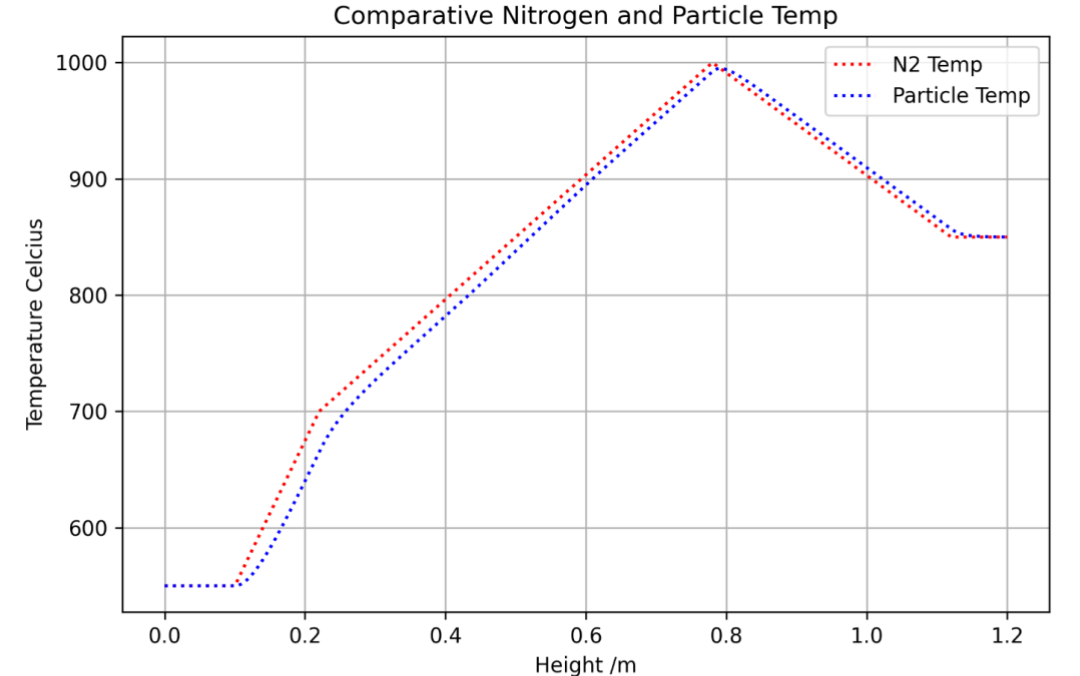 Comparative Nitrogen and Particle Temp
N2 Temp
Particle Temp
Temperature Celcius
1000
900
800
700
600
0.0 0.2 0.4 0.6 0.8 1.0 1.2
Height /m